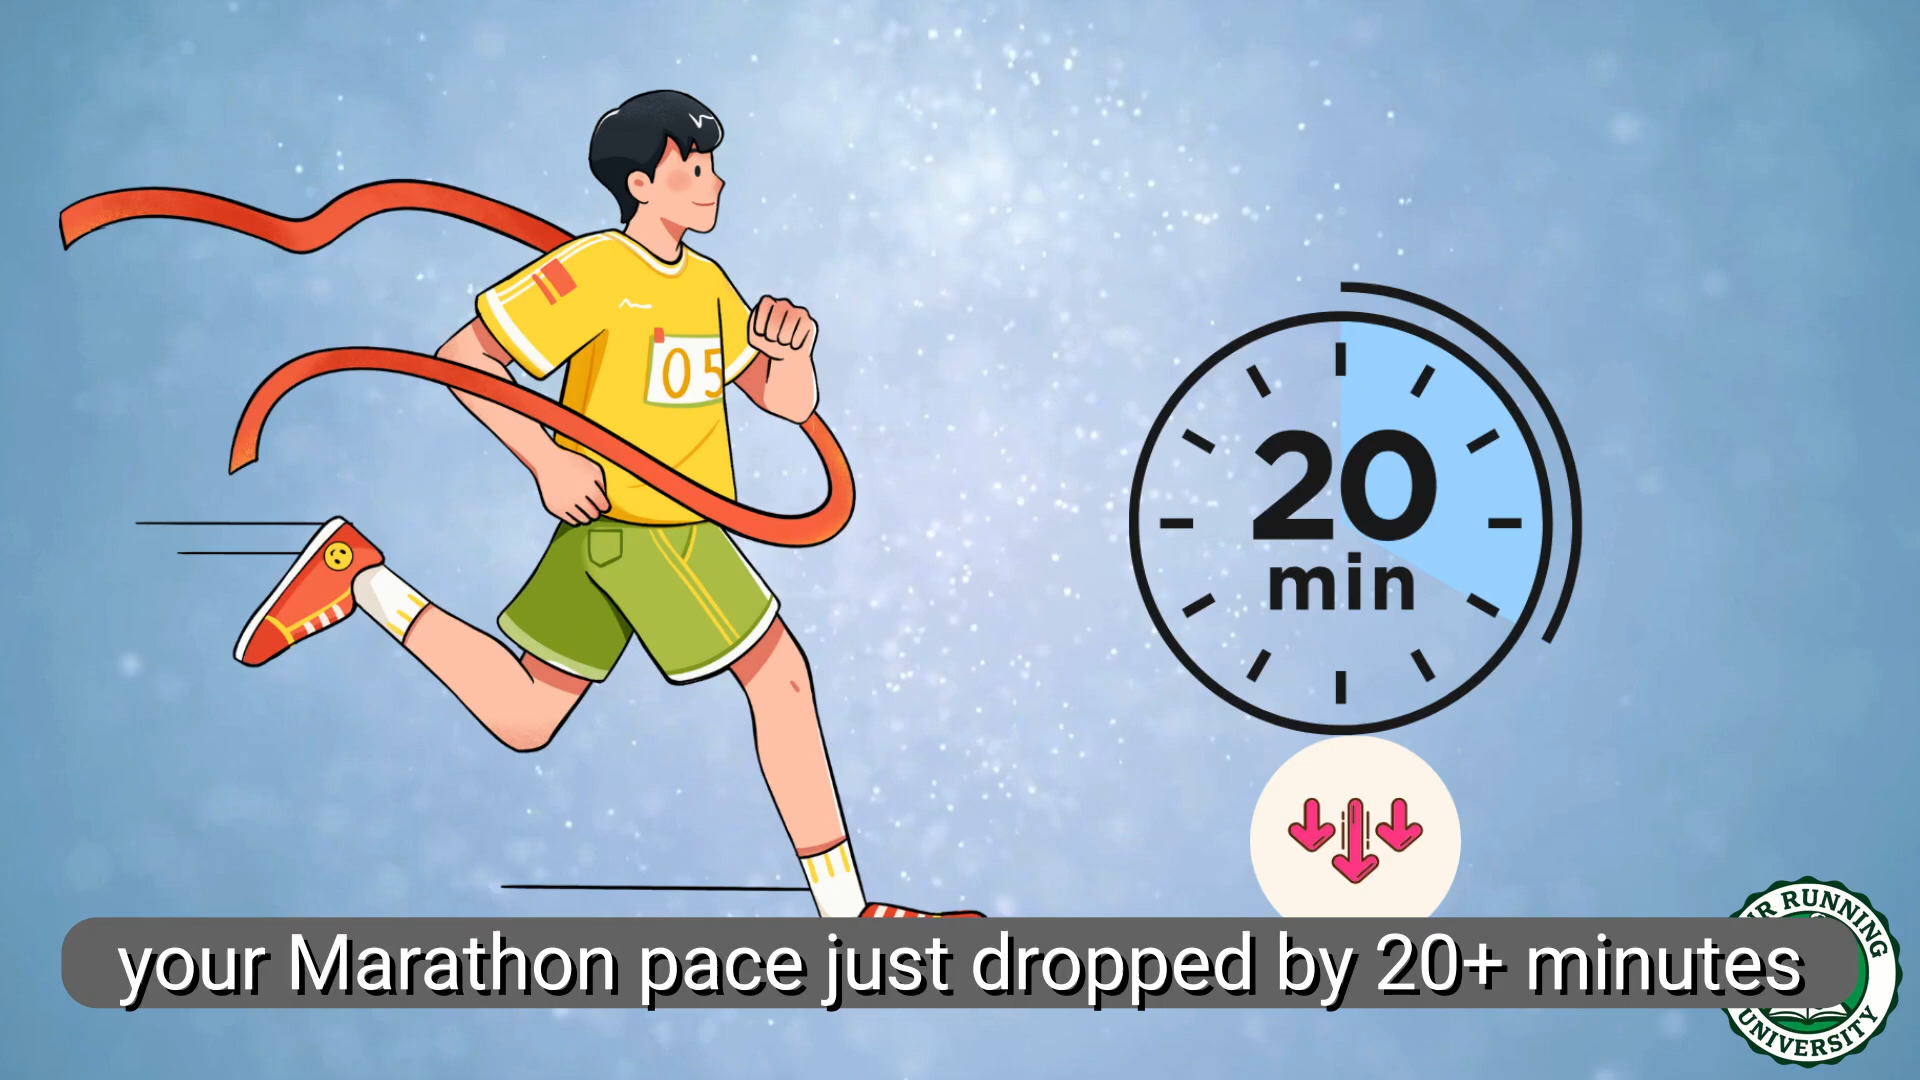 05
20
min
your Marathon pace just dropped by 20+ minutes
RUNNING
UNIVERSITY